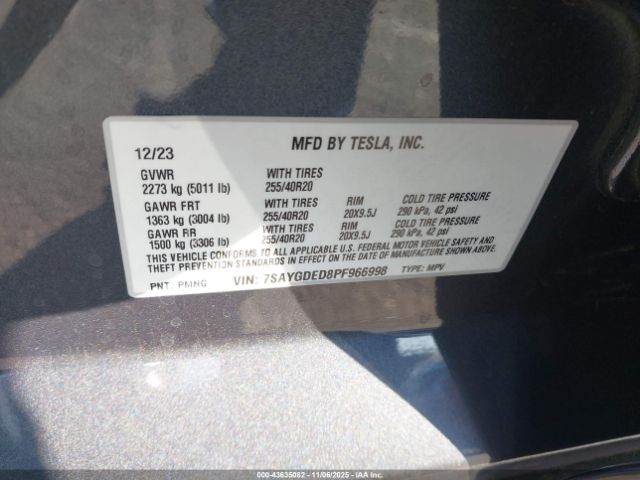 MFD BY TESLA, INC.
12/23
GVWR WITH TIRES
2273 kg (5011 lb) 255/40R20
GAWR FRT WITH TIRES RIM COLD TIRE PRESSURE
1363 kg (3004 lb) 255/40R20 20X9.5J 290 kPa, 42 psi
GAWR RR WITH TIRES RIM COLD TIRE PRESSURE
1500 kg (3306 lb) 255/40R20 20X9.5J 290 kPa, 42 psi
THIS VEHICLE CONFORMS TO ALL APPLICABLE U.S. FEDERAL MOTOR VEHICLE SAFETY AND
THEFT PREVENTION STANDARDS IN EFFECT ON THE DATE OF MANUFACTURE SHOWN ABOVE.
PNT: PMNG VIN: 7SAYGDED8PF966998 TYPE: MPV
000-43635082 - 11/06/2025 - IAAI.COM